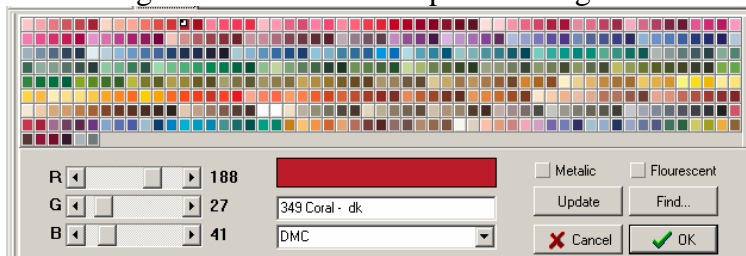 R 188 Metalic Flourescent
G 27 349 Coral - dk Update Find...
B 41 DMC Cancel OK